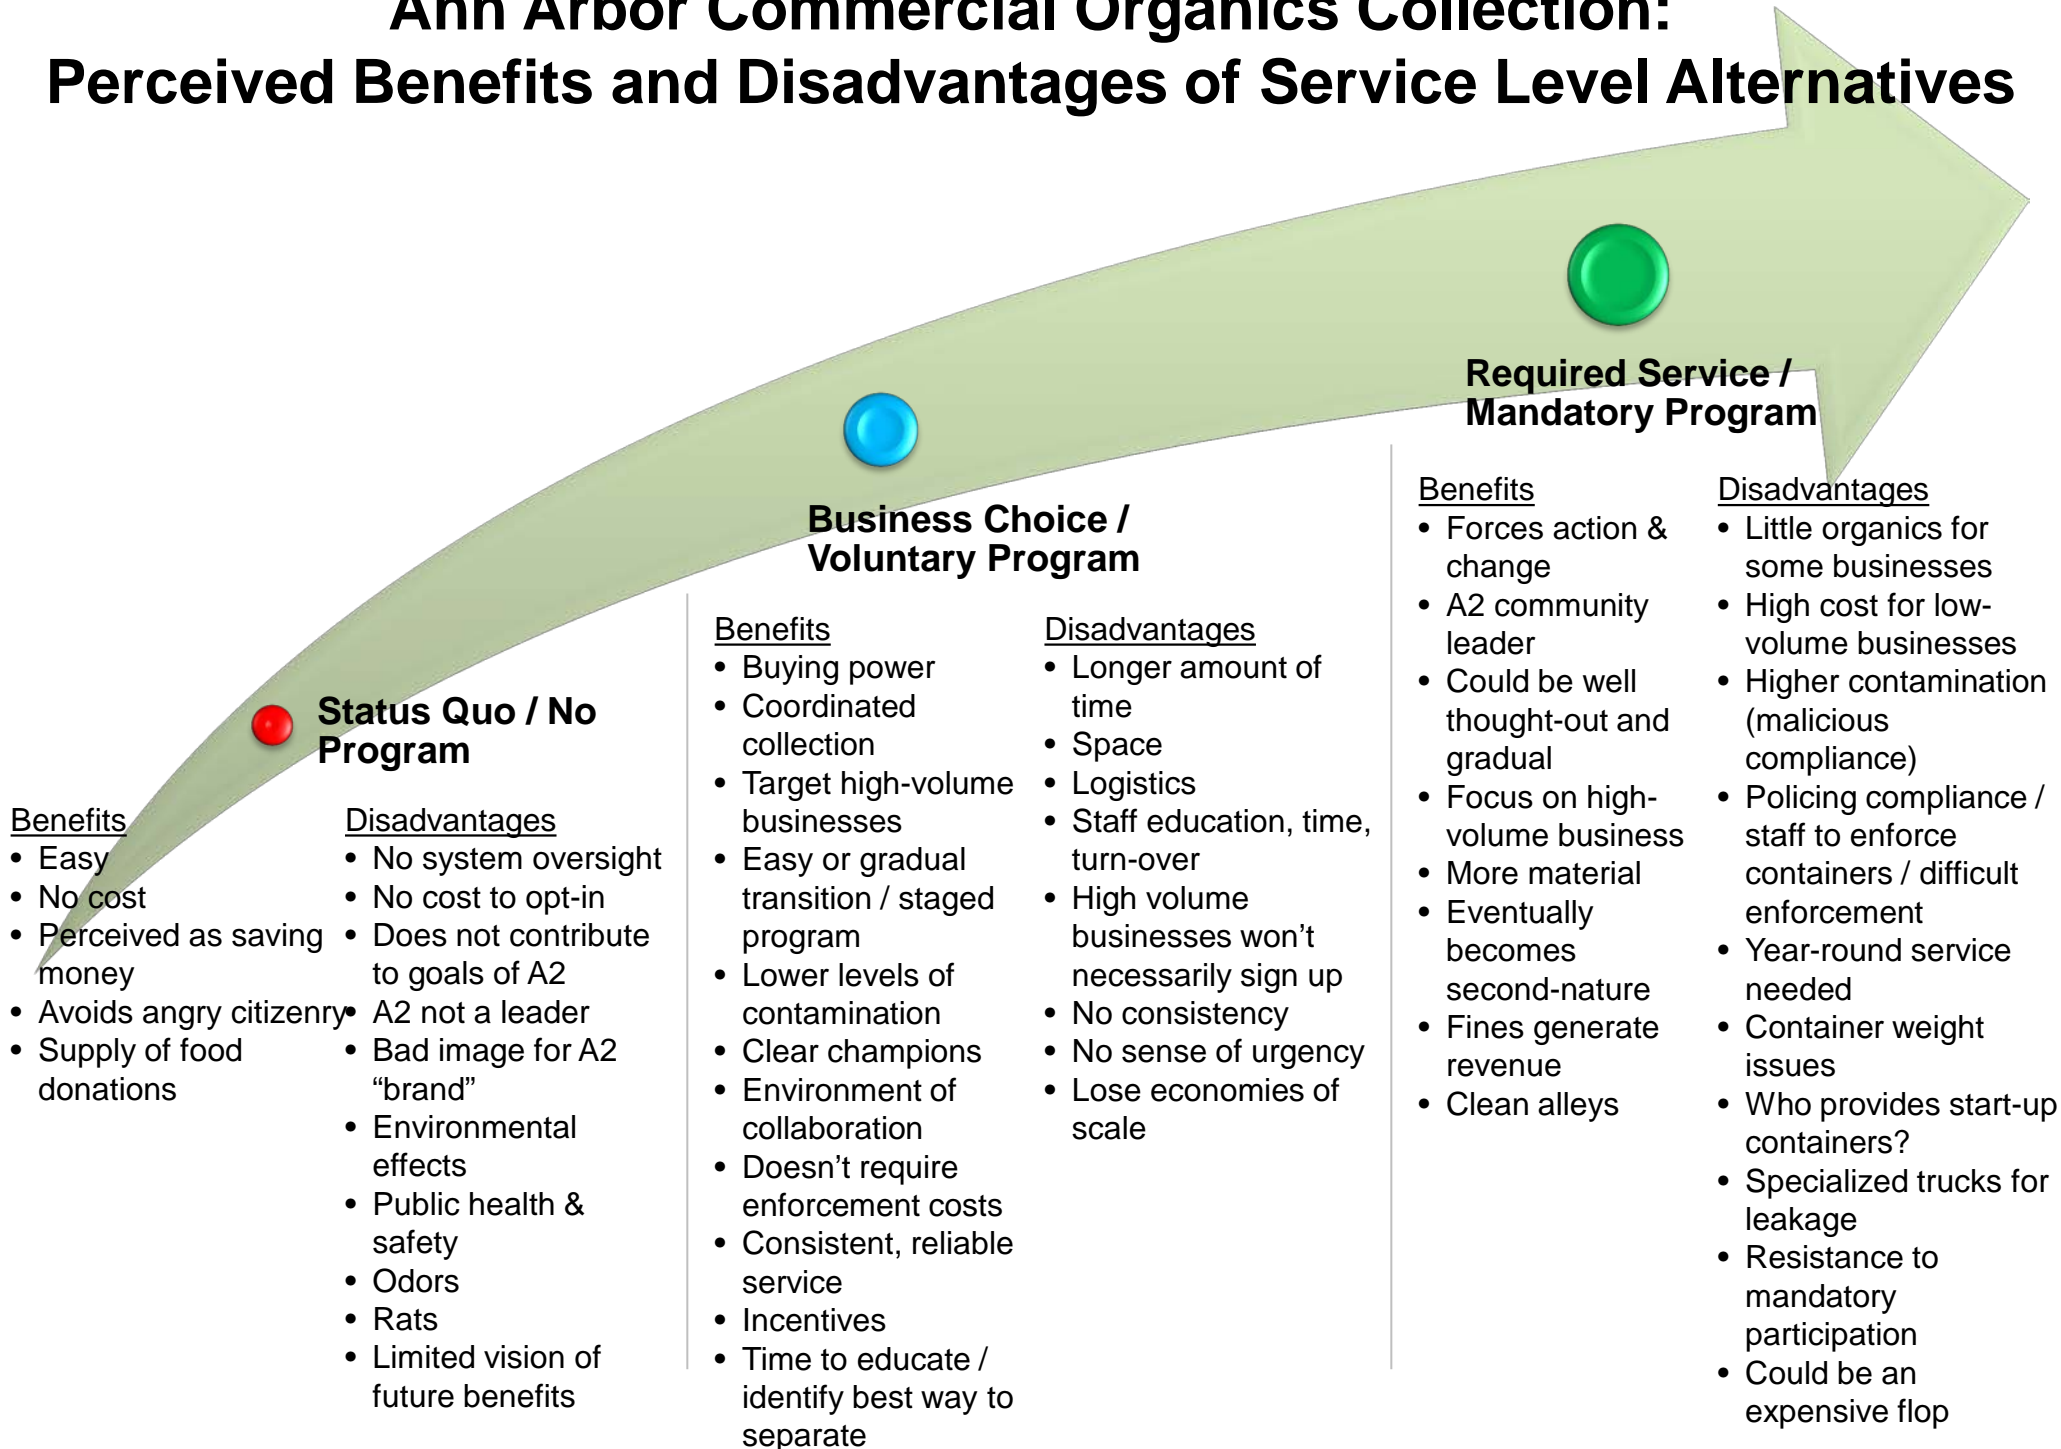 Ann Arbor Commercial Organics Collection:
Perceived Benefits and Disadvantages of Service Level Alternatives
Status Quo / No
Program
Benefits
• Easy
• No cost
• Perceived as saving
money
• Avoids angry citizenry
• Supply of food
donations
Disadvantages
• No system oversight
• No cost to opt-in
• Does not contribute
to goals of A2
• A2 not a leader
• Bad image for A2
“brand”
• Environmental
effects
• Public health &
safety
• Odors
• Rats
• Limited vision of
future benefits
Business Choice /
Voluntary Program
Benefits
• Buying power
• Coordinated
collection
• Target high-volume
businesses
• Easy or gradual
transition / staged
program
• Lower levels of
contamination
• Clear champions
• Environment of
collaboration
• Doesn’t require
enforcement costs
• Consistent, reliable
service
• Incentives
• Time to educate /
identify best way to
separate
Disadvantages
• Longer amount of
time
• Space
• Logistics
• Staff education, time,
turn-over
• High volume
businesses won’t
necessarily sign up
• No consistency
• No sense of urgency
• Lose economies of
scale
Required Service /
Mandatory Program
Benefits
• Forces action &
change
• A2 community
leader
• Could be well
thought-out and
gradual
• Focus on high-
volume business
• More material
• Eventually
becomes
second-nature
• Fines generate
revenue
• Clean alleys
Disadvantages
• Little organics for
some businesses
• High cost for low-
volume businesses
• Higher contamination
(malicious
compliance)
• Policing compliance /
staff to enforce
containers / difficult
enforcement
• Year-round service
needed
• Container weight
issues
• Who provides start-up
containers?
• Specialized trucks for
leakage
• Resistance to
mandatory
participation
• Could be an
expensive flop